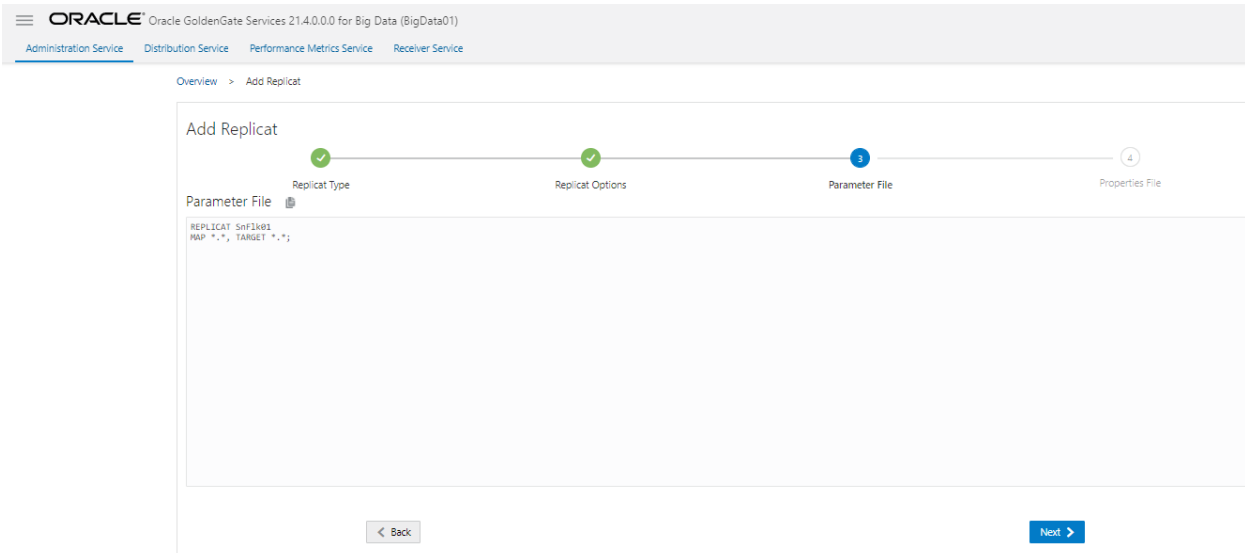 ORACLE® Oracle GoldenGate Services 21.4.0.0.0 for Big Data (BigData01)
Administration Service Distribution Service Performance Metrics Service Receiver Service
Overview > Add Replicat
Add Replicat
3 4
Replicat Type Replicat Options Parameter File Properties File
Parameter File
REPLICAT SnFlk01
MAP *.*, TARGET *.*;
Back Next